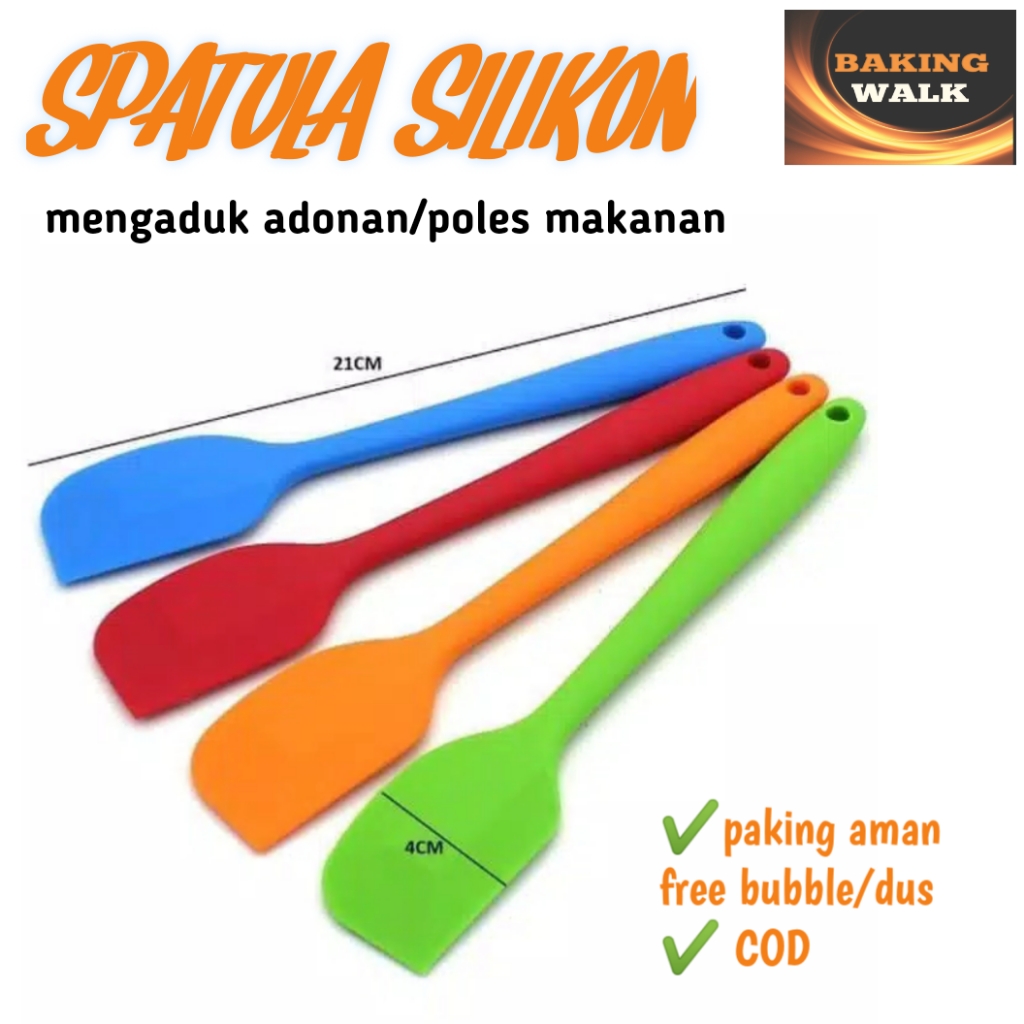 SPATULA SILIKON
BAKING
WALK
mengaduk adonan/poles makanan
21CM
4CM
✔ paking aman
free bubble/dus
✔ COD